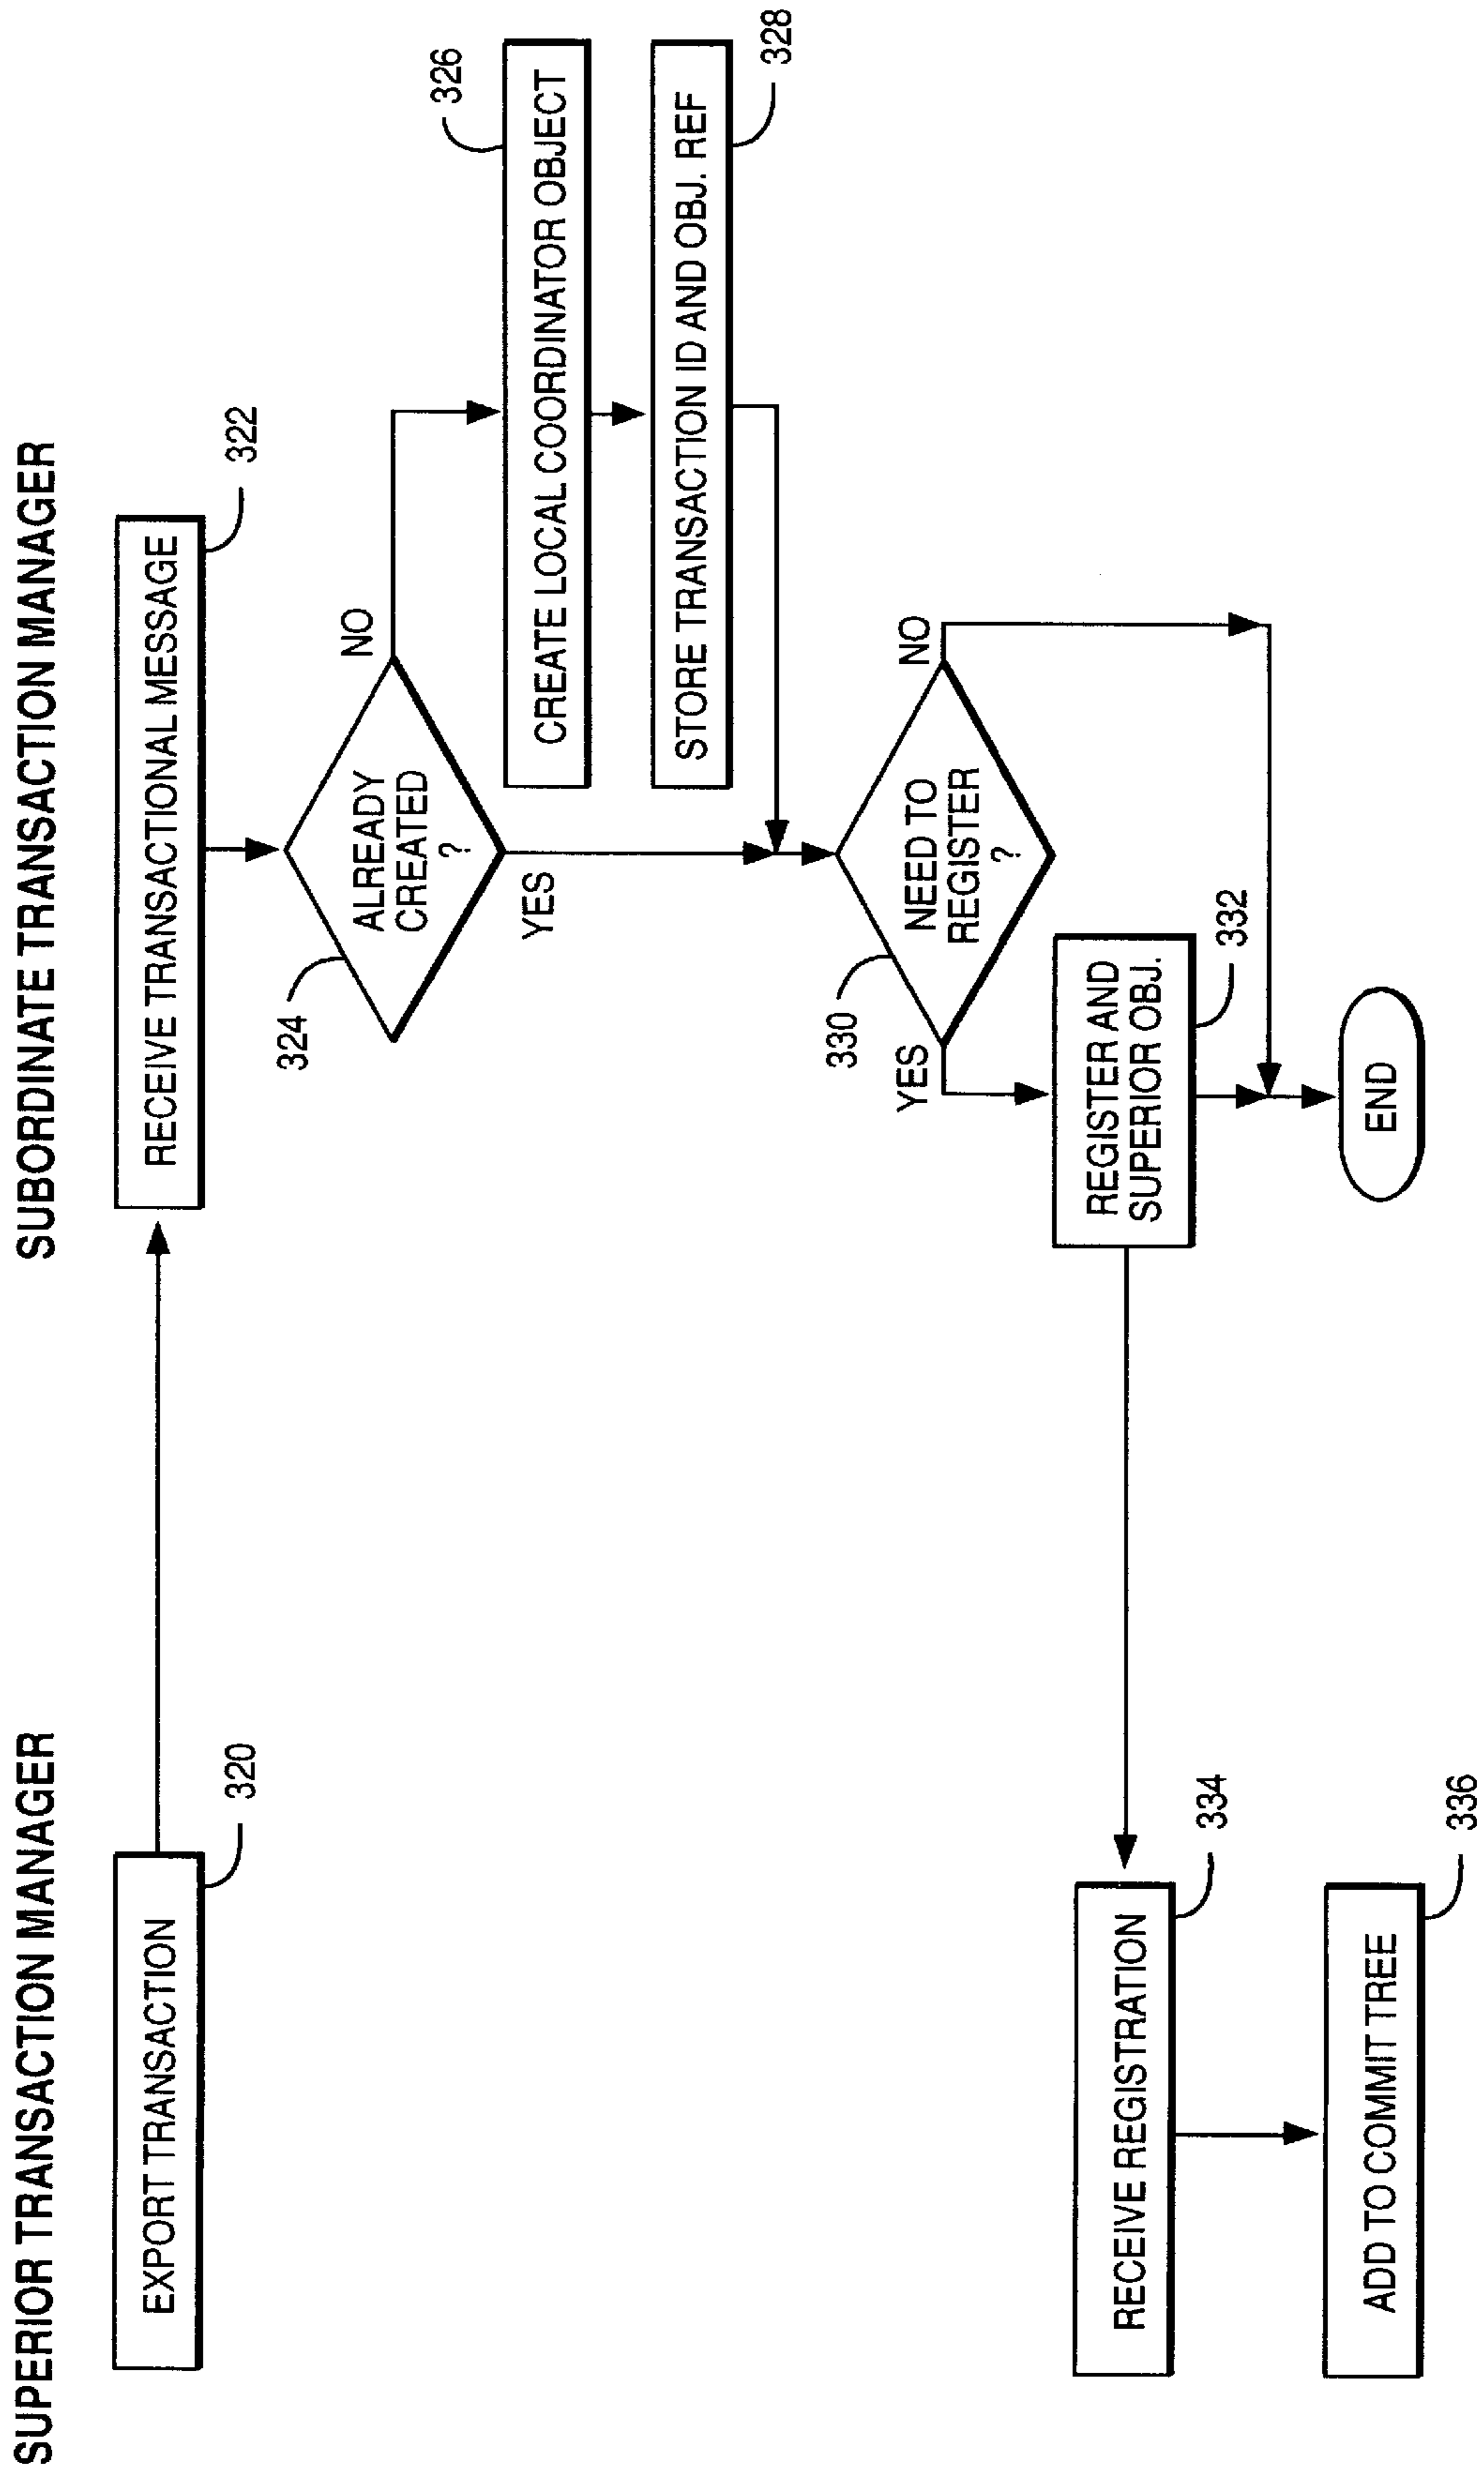 SUPERIOR TRANSACTION MANAGER
SUBORDINATE TRANSACTION MANAGER
EXPORT TRANSACTION
320
RECEIVE TRANSACTIONAL MESSAGE
322
324
ALREADY
CREATED
?
NO
YES
326
CREATE LOCAL COORDINATOR OBJECT
STORE TRANSACTION ID AND OBJ. REF
328
330
NEED TO
REGISTER
?
YES
NO
REGISTER AND
SUPERIOR OBJ.
332
END
RECEIVE REGISTRATION
334
ADD TO COMMIT TREE
336